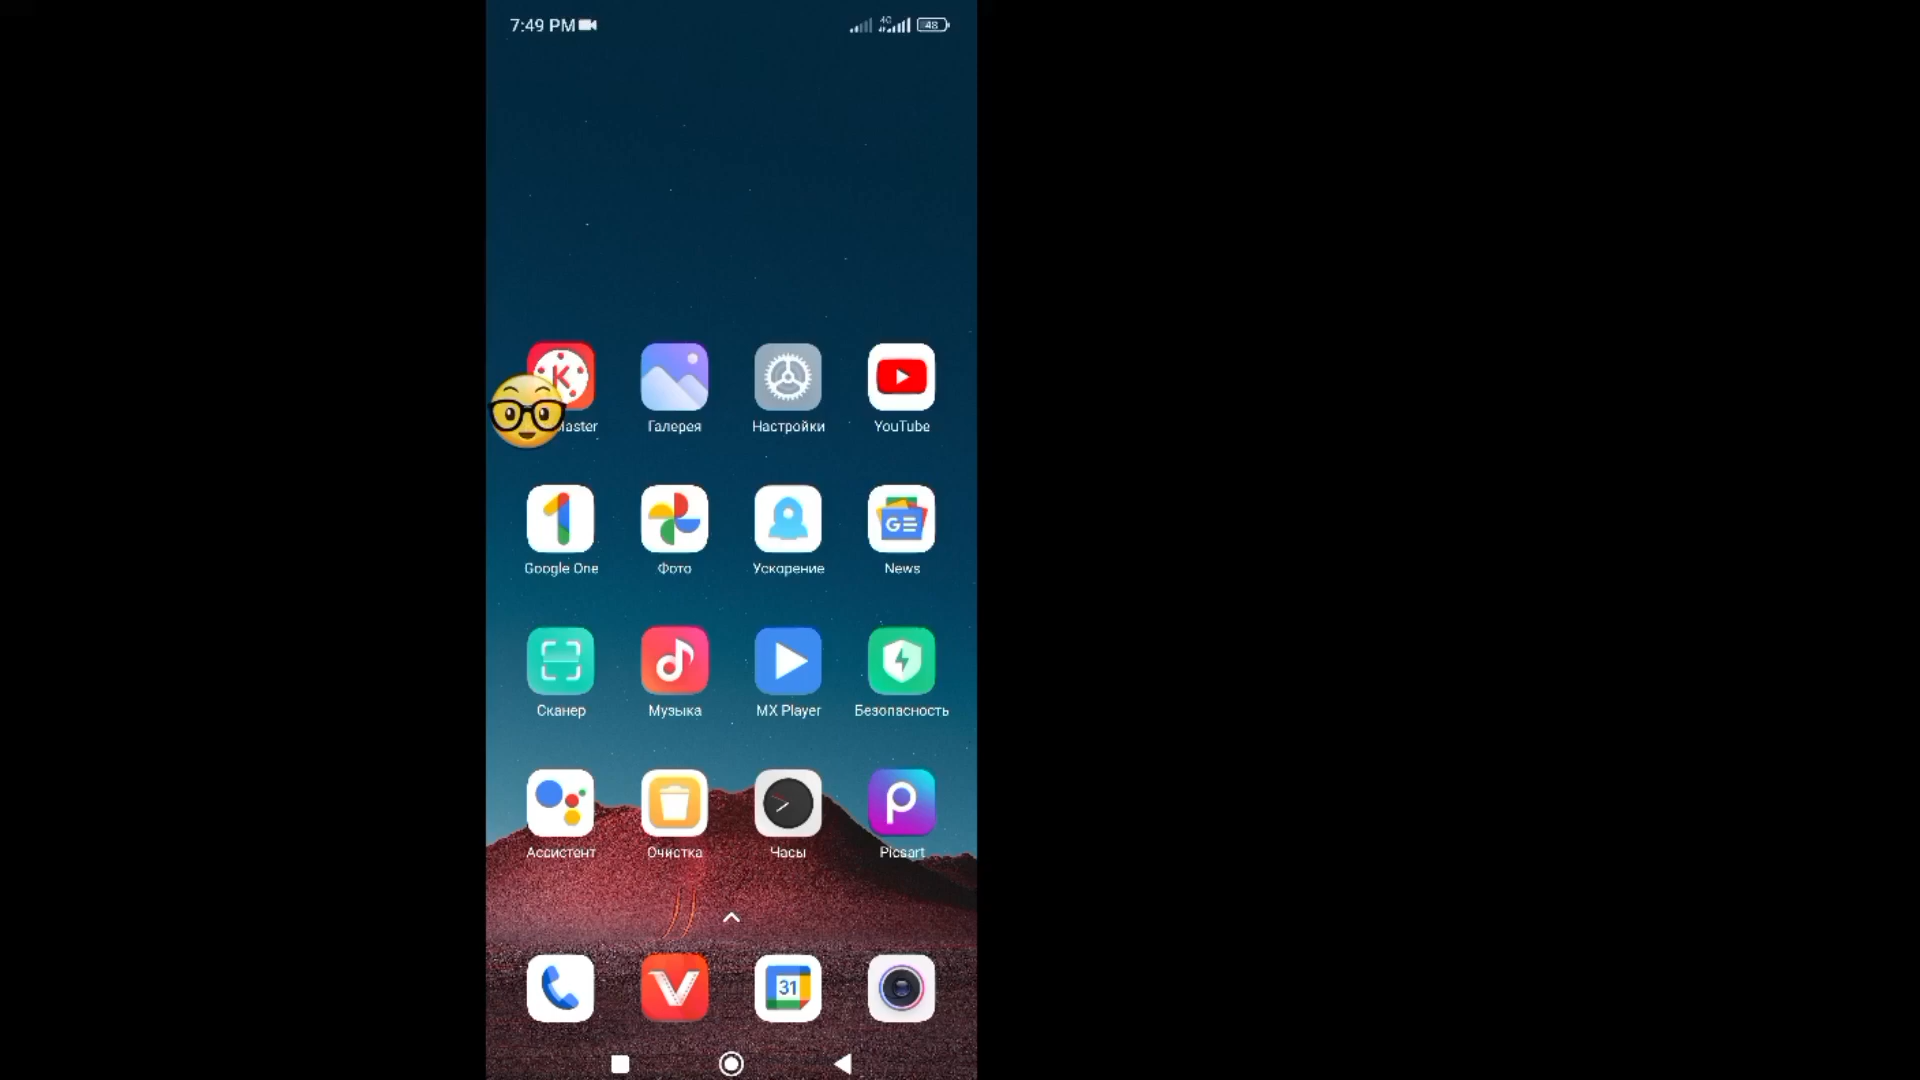 7:49 PM 4G 48
aster
Галерея
Настройки
YouTube
Google One
Фото
Ускорение
News
Сканер
Музыка
MX Player
Безопасность
Ассистент
Очистка
Часы
Picsart
31